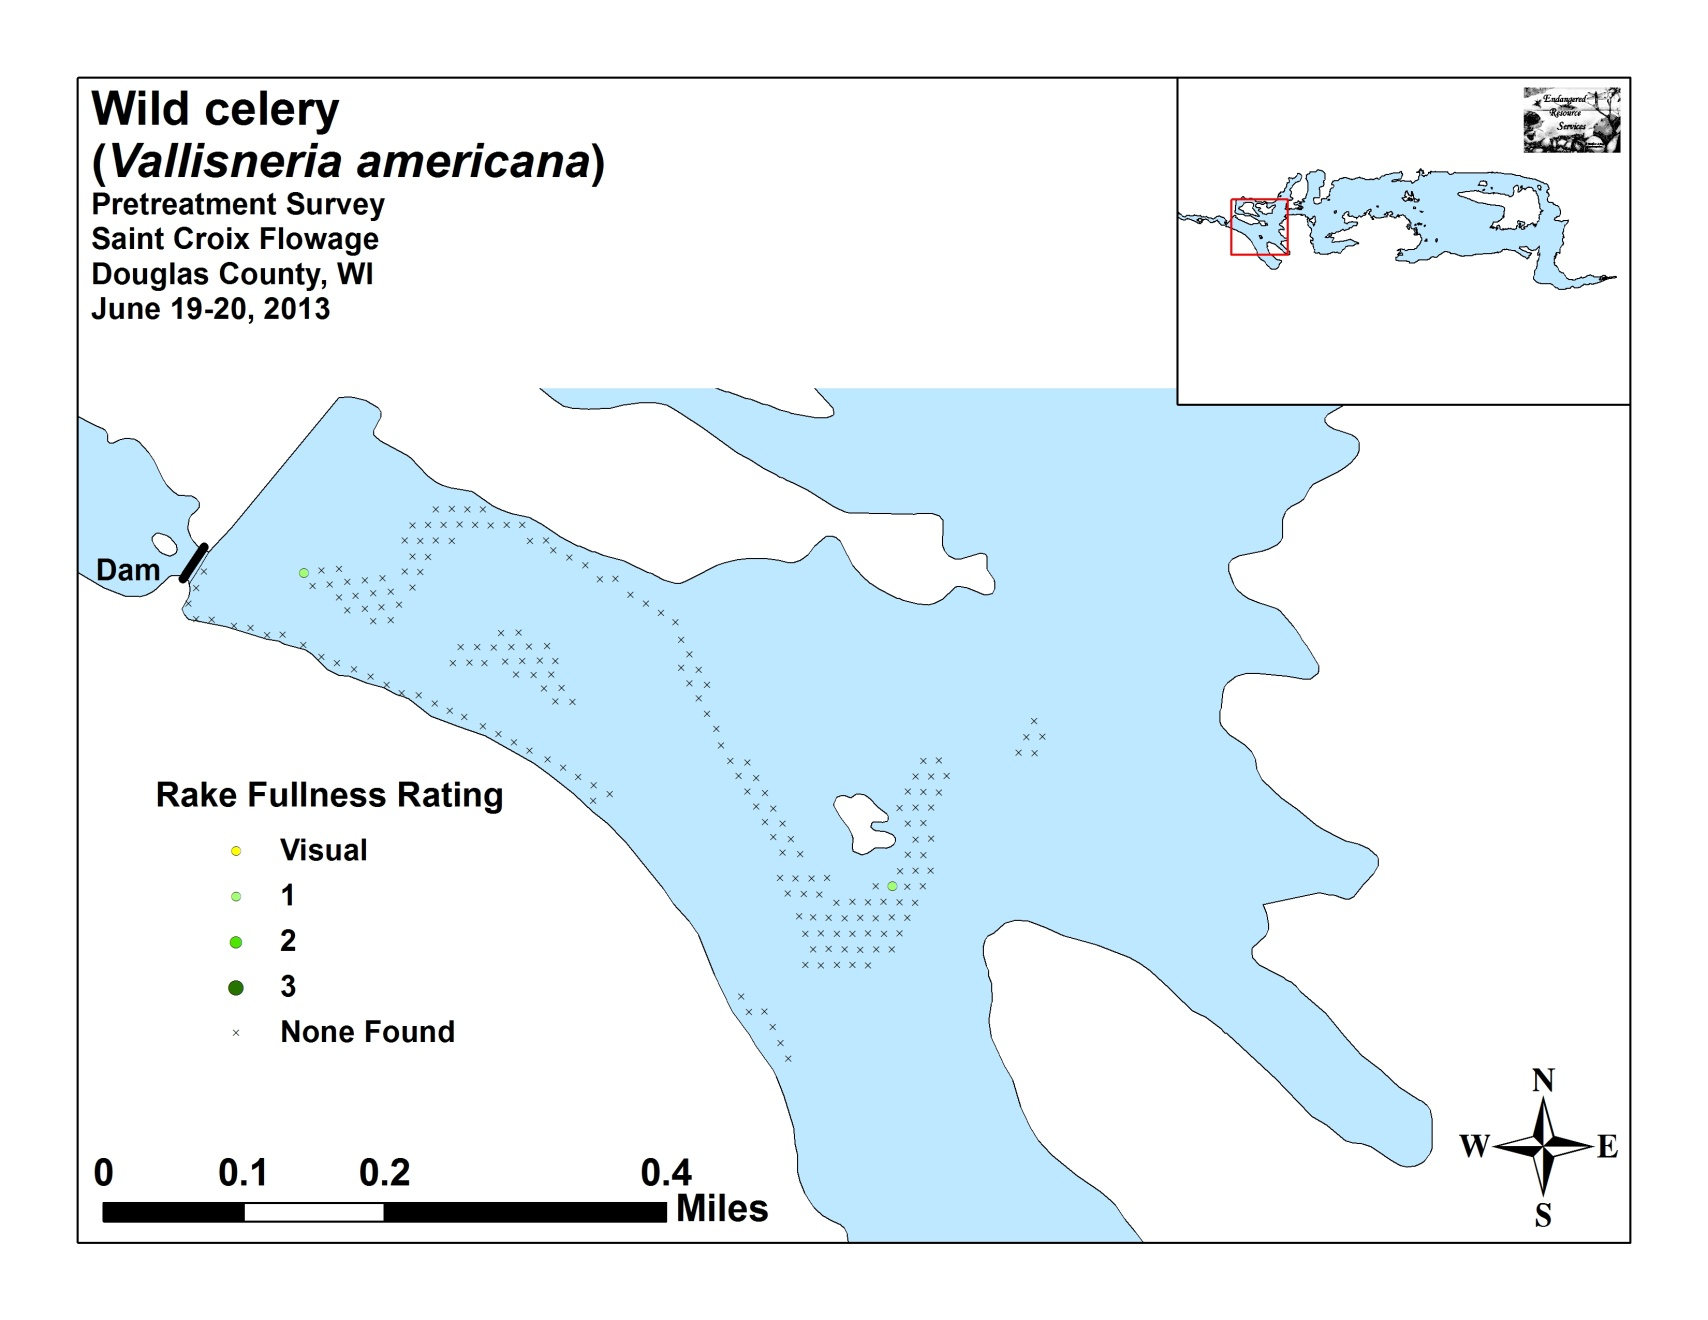 Wild celery
(Vallisneria americana)
Pretreatment Survey
Saint Croix Flowage
Douglas County, WI
June 19-20, 2013
Endangered
Resource
Services
Dam
Rake Fullness Rating
Visual
1
2
3
None Found
0 0.1 0.2 0.4
Miles
N
W E
S